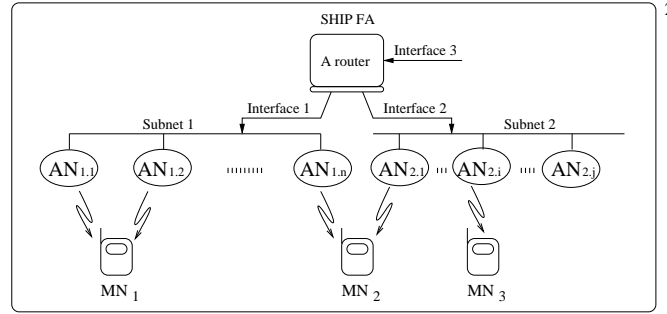 2
SHIP FA
A router
Interface 3
Interface 1
Interface 2
Subnet 1
Subnet 2
AN1.1
AN1.2
AN1.n
AN2.1
AN2.i
AN2.j
MN 1
MN 2
MN 3